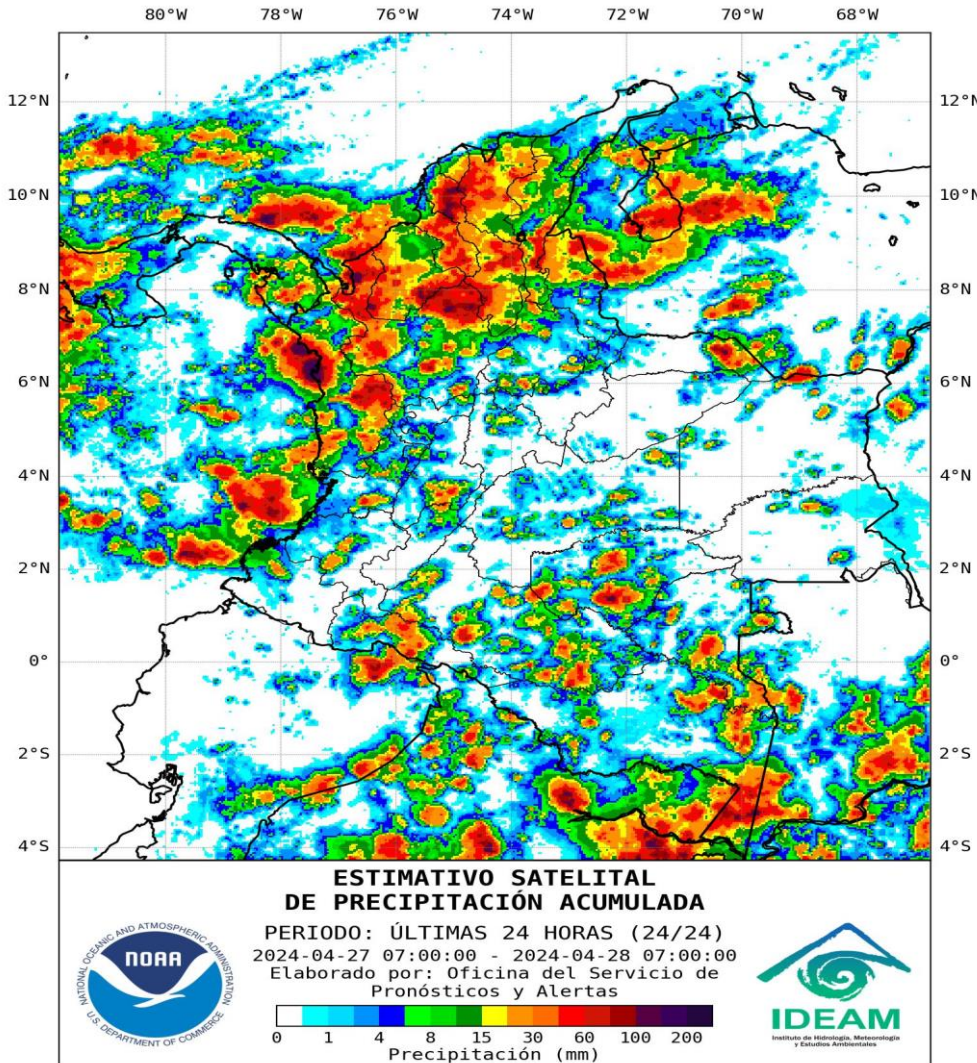 80°W 78°W 76°W 74°W 72°W 70°W 68°W
12°N 12°N
10°N 10°N
8°N 8°N
6°N 6°N
4°N 4°N
2°N 2°N
0° 0°
2°S 2°S
4°S 4°S
ESTIMATIVO SATELITAL
DE PRECIPITACIÓN ACUMULADA
PERIODO: ÚLTIMAS 24 HORAS (24/24)
2024-04-27 07:00:00 - 2024-04-28 07:00:00
Elaborado por: Oficina del Servicio de
Pronósticos y Alertas
0 1 4 8 15 30 60 100 200
Precipitación (mm)
NATIONAL OCEANIC AND ATMOSPHERIC ADMINISTRATION
NOAA
U.S. DEPARTMENT OF COMMERCE
IDEAM
Instituto de Hidrología, Meteorología
y Estudios Ambientales